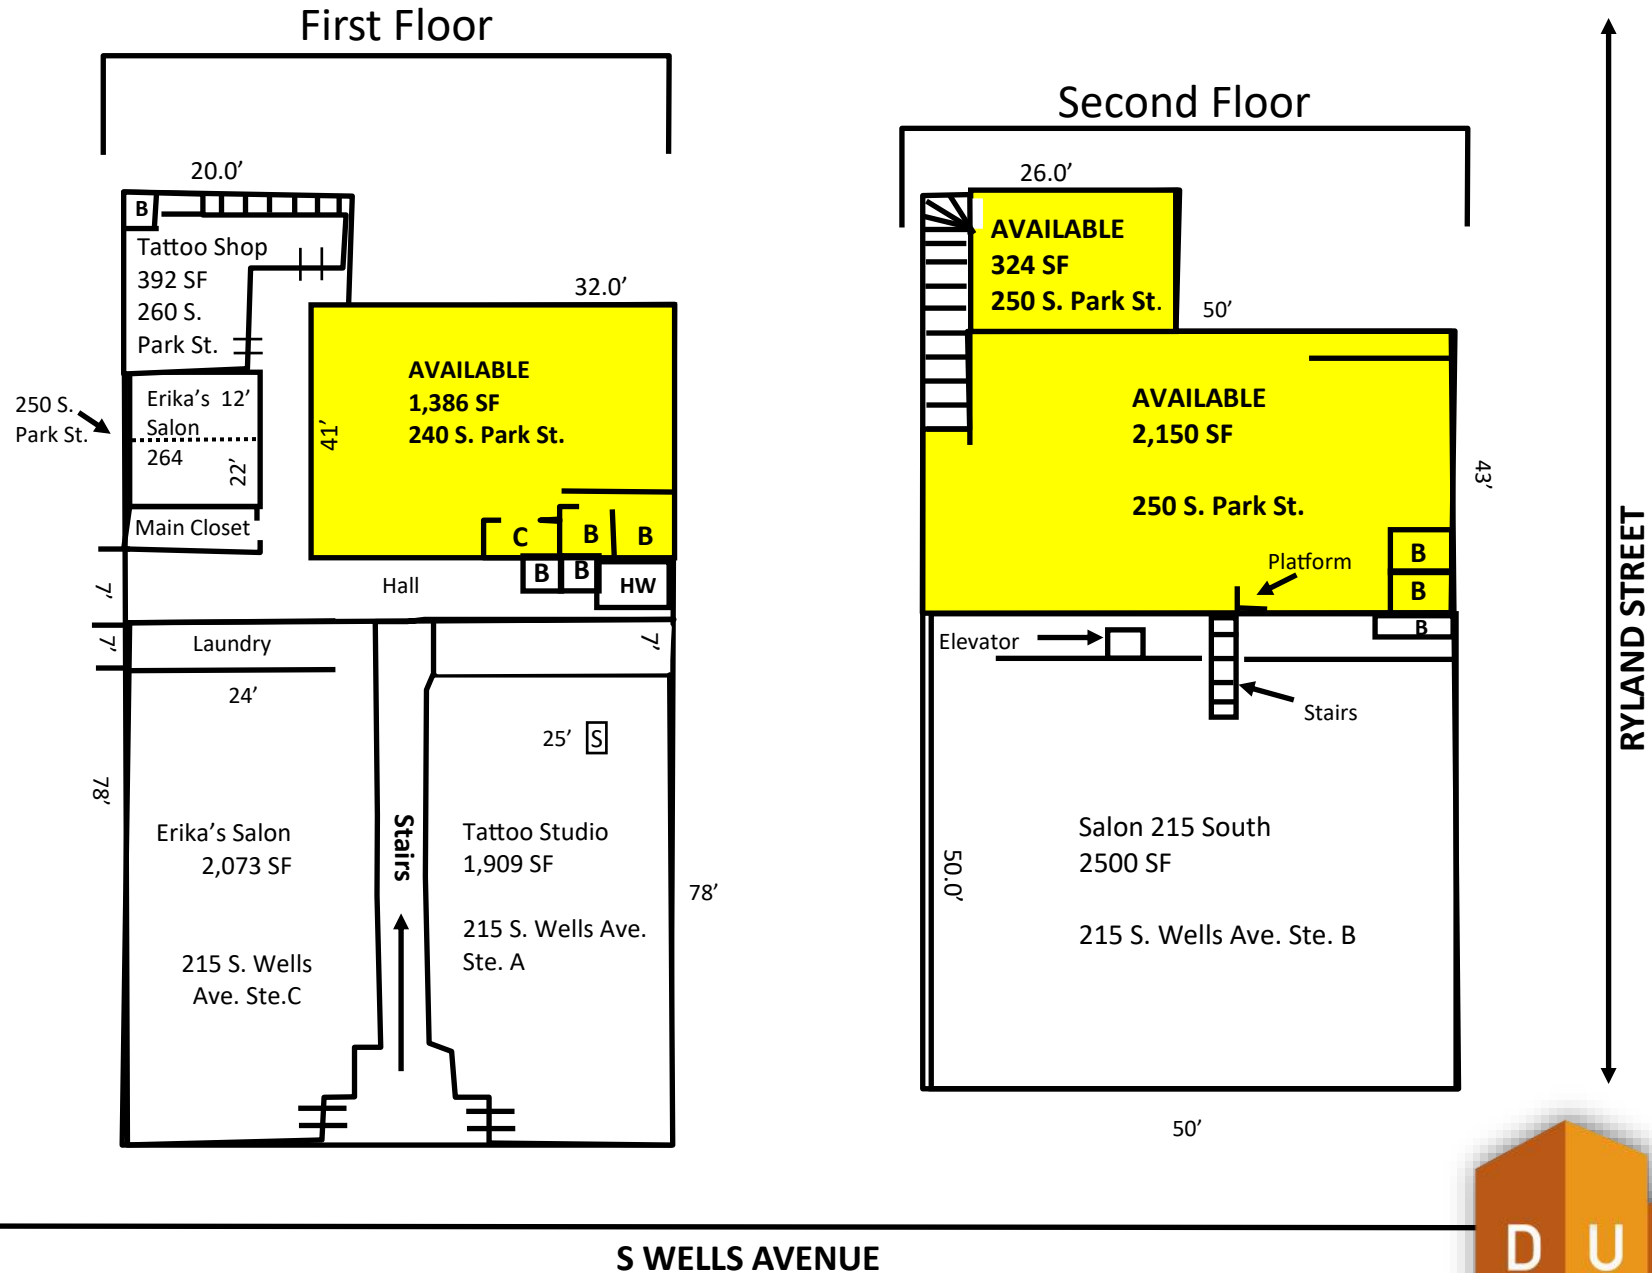 First Floor
20.0’
B
Tattoo Shop
392 SF
260 S.
Park St.
32.0’
AVAILABLE
1,386 SF
240 S. Park St.
41’
250 S.
Park St.
Erika’s 12’
Salon
264
22’
Main Closet
C
B
B
B
B
HW
Hall
7’
7’
Laundry
7’
24’
25’ S
78’
Stairs
Erika’s Salon
2,073 SF
215 S. Wells
Ave. Ste.C
Tattoo Studio
1,909 SF
215 S. Wells Ave.
Ste. A
78’
Second Floor
26.0’
AVAILABLE
324 SF
250 S. Park St.
50’
AVAILABLE
2,150 SF
250 S. Park St.
43’
Platform
B
B
B
Elevator
Stairs
Salon 215 South
2500 SF
215 S. Wells Ave. Ste. B
50.0’
50’
RYLAND STREET
S WELLS AVENUE
D U